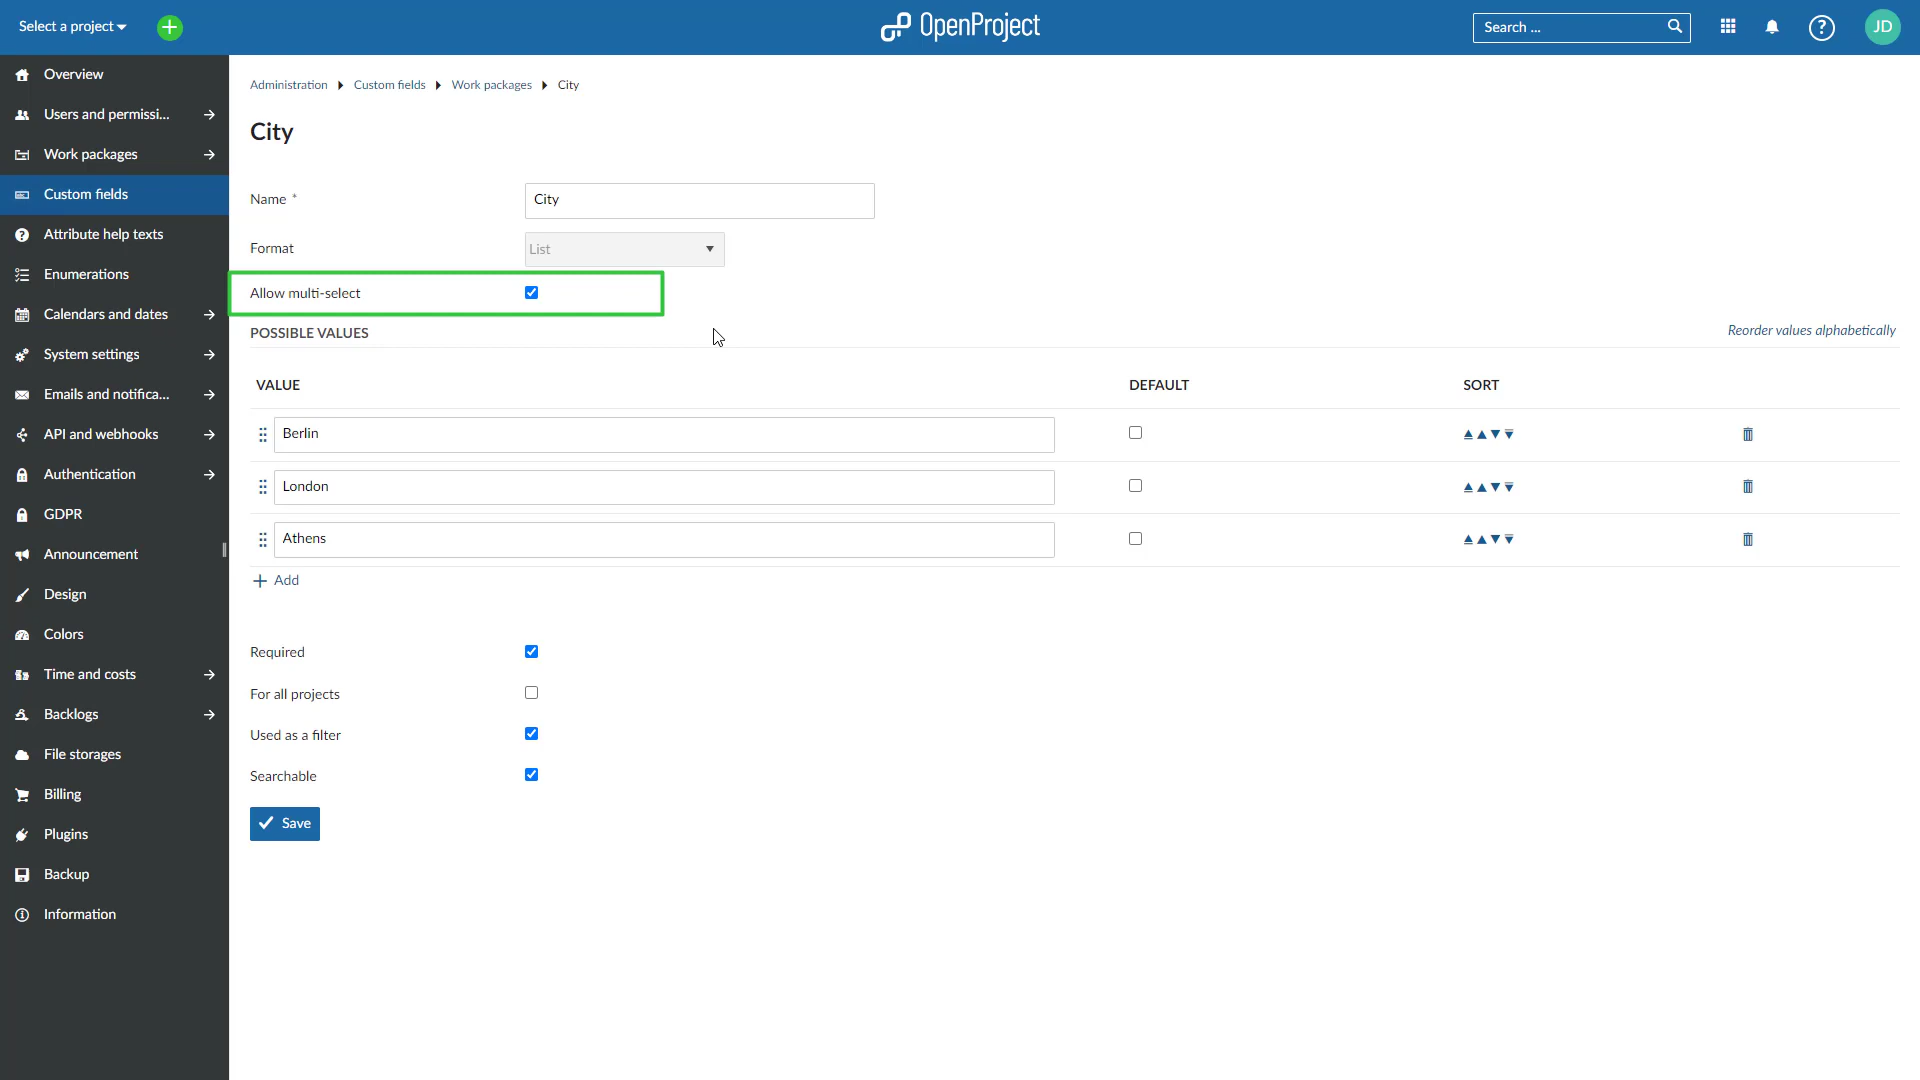 Select a project
OpenProject
Search ...
?
JD
Overview
Users and permissi...
Work packages
Custom fields
Attribute help texts
Enumerations
Calendars and dates
System settings
Emails and notifica...
API and webhooks
Authentication
GDPR
Announcement
Design
Colors
Time and costs
Backlogs
File storages
Billing
Plugins
Backup
Information
Administration Custom fields Work packages City
City
Name * City
Format List
Allow multi-select
POSSIBLE VALUES Reorder values alphabetically
VALUE DEFAULT SORT
Berlin
London
Athens
Add
Required
For all projects
Used as a filter
Searchable
Save